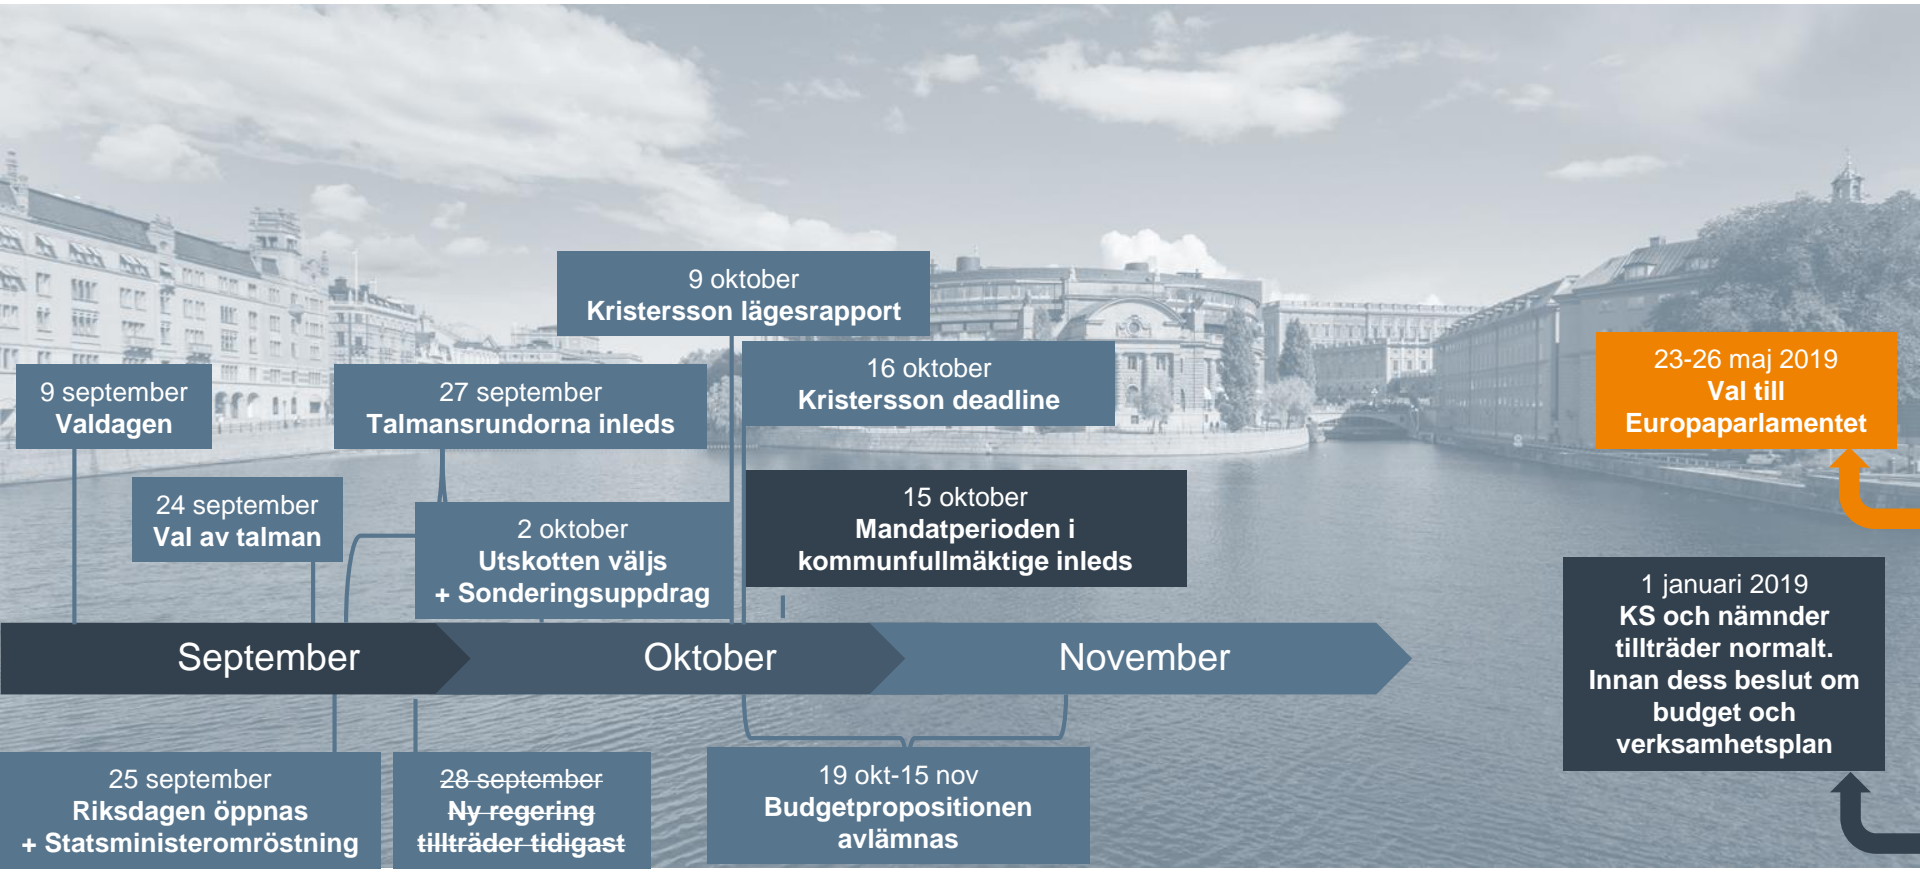 9 oktober
Kristersson lägesrapport
16 oktober
Kristersson deadline
23-26 maj 2019
Val till
Europaparlamentet
9 september
Valdagen
27 september
Talmansrundorna inleds
24 september
Val av talman
2 oktober
Utskotten väljs
+ Sonderingsuppdrag
15 oktober
Mandatperioden i
kommunfullmäktige inleds
1 januari 2019
KS och nämnder
tillträder normalt.
Innan dess beslut om
budget och
verksamhetsplan
September
Oktober
November
25 september
Riksdagen öppnas
+ Statsministeromröstning
28 september
Ny regering
tillträder tidigast
19 okt-15 nov
Budgetpropositionen
avlämnas